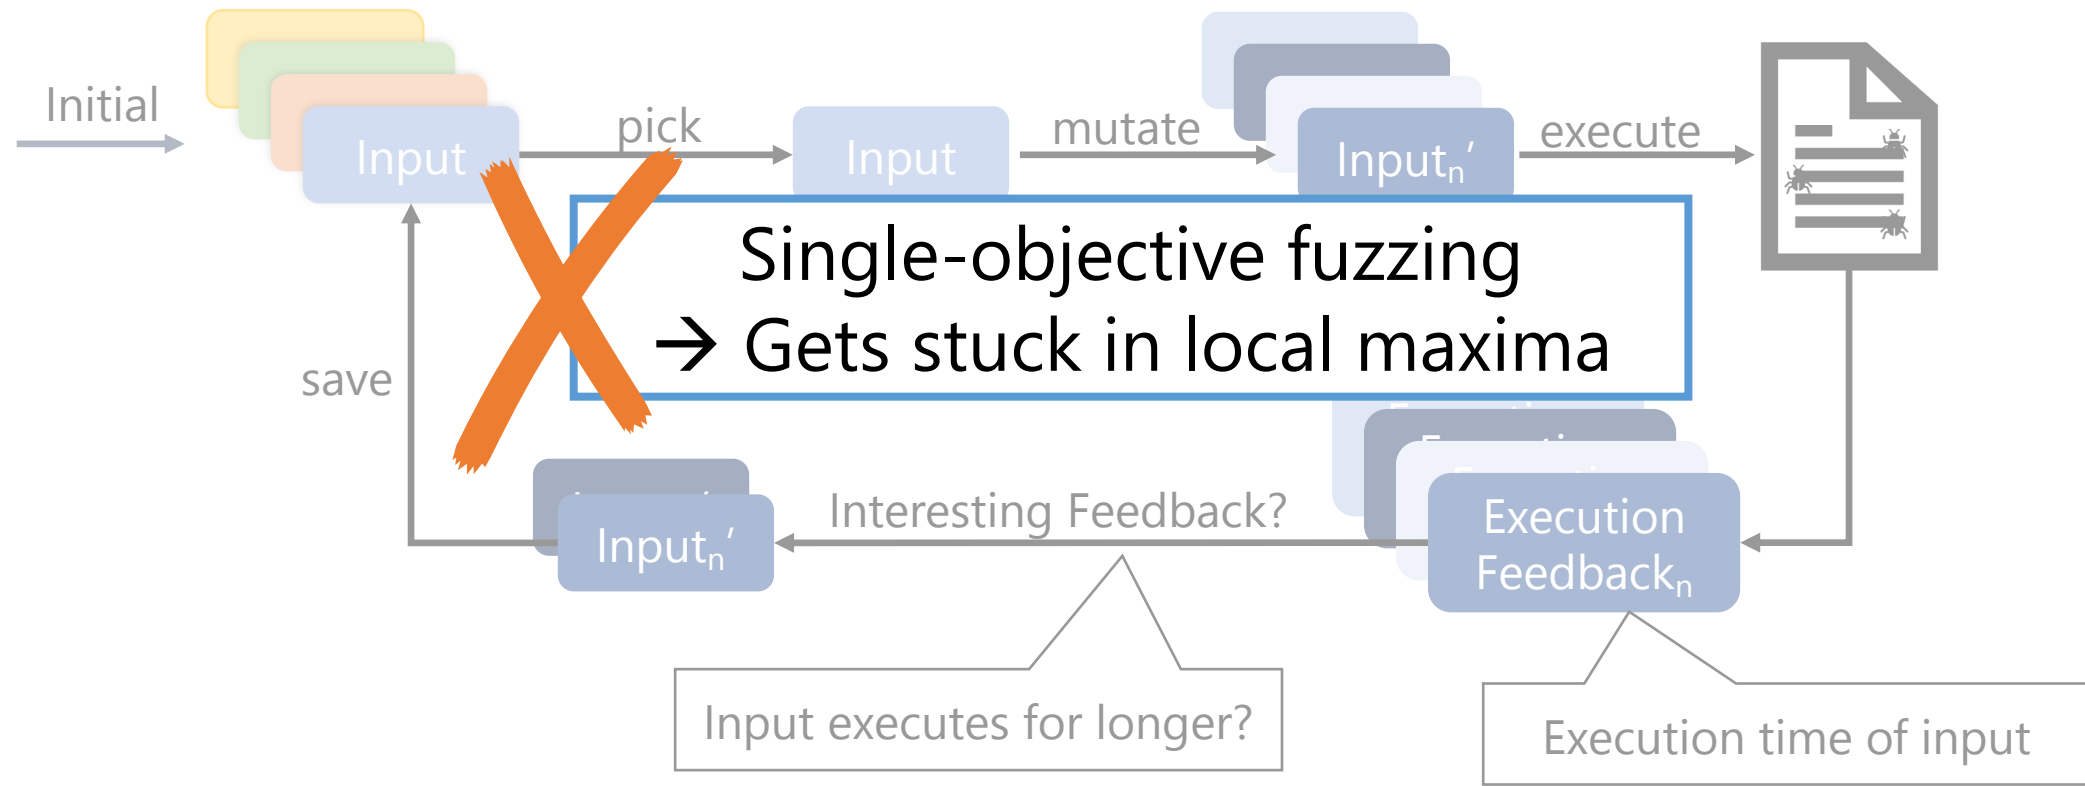 Initial
Input
pick
Input
mutate
Inputn′
execute
Single-objective fuzzing
→ Gets stuck in local maxima
save
Inputn′
Interesting Feedback?
Execution
Feedbackn
Input executes for longer?
Execution time of input